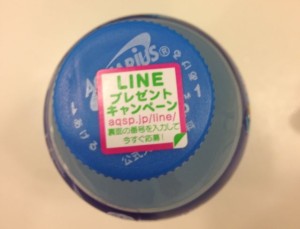 AQUARIUS
LINE
プレゼント
キャンペーン
aqsp.jp/line/
裏面の番号を入力して
今すぐ応募!